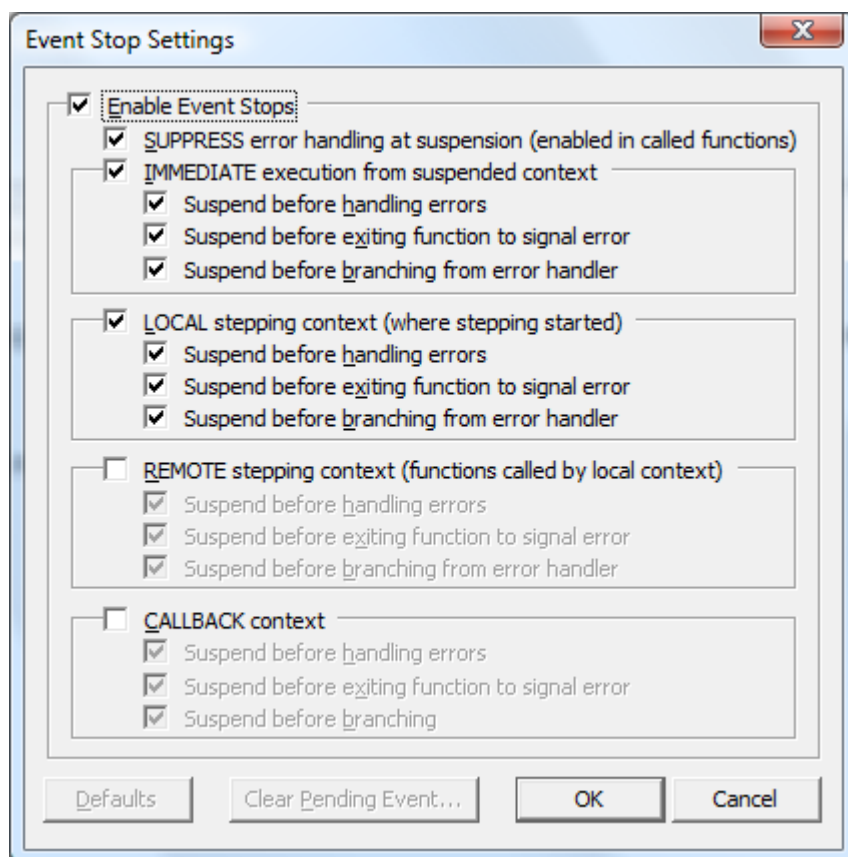 Event Stop Settings
Enable Event Stops
SUPPRESS error handling at suspension (enabled in called functions)
IMMEDIATE execution from suspended context
Suspend before handling errors
Suspend before exiting function to signal error
Suspend before branching from error handler
LOCAL stepping context (where stepping started)
Suspend before handling errors
Suspend before exiting function to signal error
Suspend before branching from error handler
REMOTE stepping context (functions called by local context)
Suspend before handling errors
Suspend before exiting function to signal error
Suspend before branching from error handler
CALLBACK context
Suspend before handling errors
Suspend before exiting function to signal error
Suspend before branching
Defaults Clear Pending Event... OK Cancel